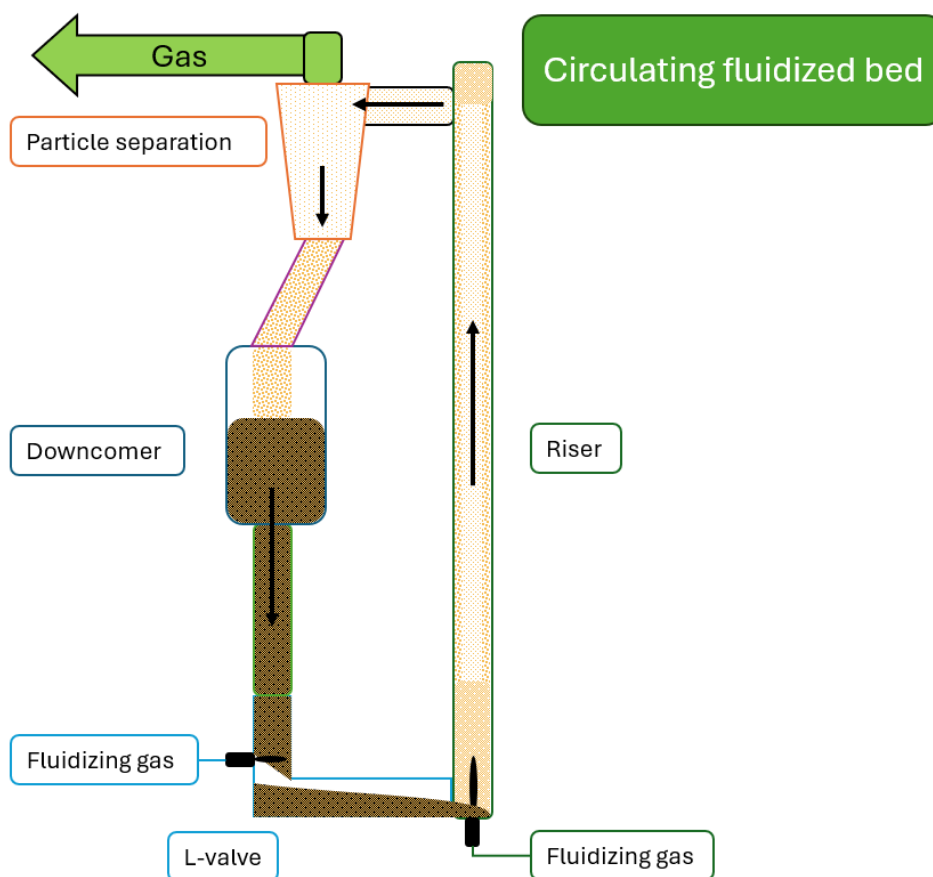 Gas
Circulating fluidized bed
Particle separation
Downcomer
Riser
Fluidizing gas
L-valve
Fluidizing gas